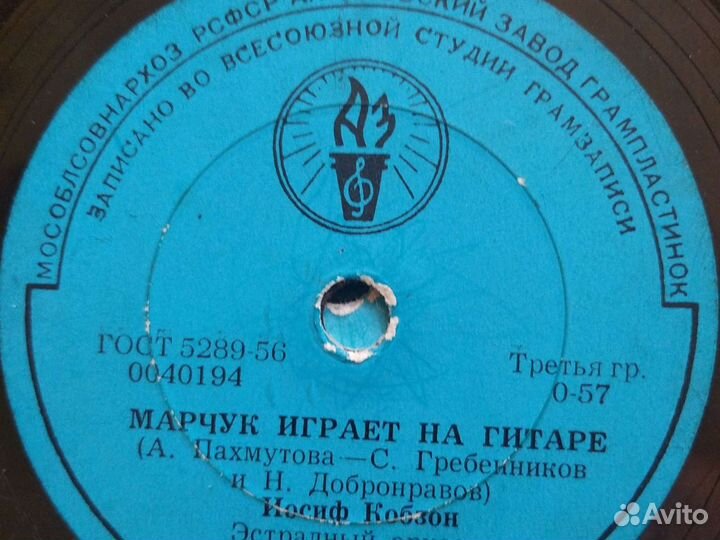 МОСОБЛСОВНАРХОЗ РСФСР ЗАВОД ГРАМПЛАСТИНОК
ЗАПИСАНО ВО ВСЕСОЮЗНОЙ СТУДИИ ГРАМЗАПИСИ
АЗ
ГОСТ 5289-56
0040194
Третья гр.
0-57
МАРЧУК ИГРАЕТ НА ГИТАРЕ
(А. Пахмутова — С. Гребенников
и Н. Добронравов)
Иосиф Кобзон
Эстрадный
Avito